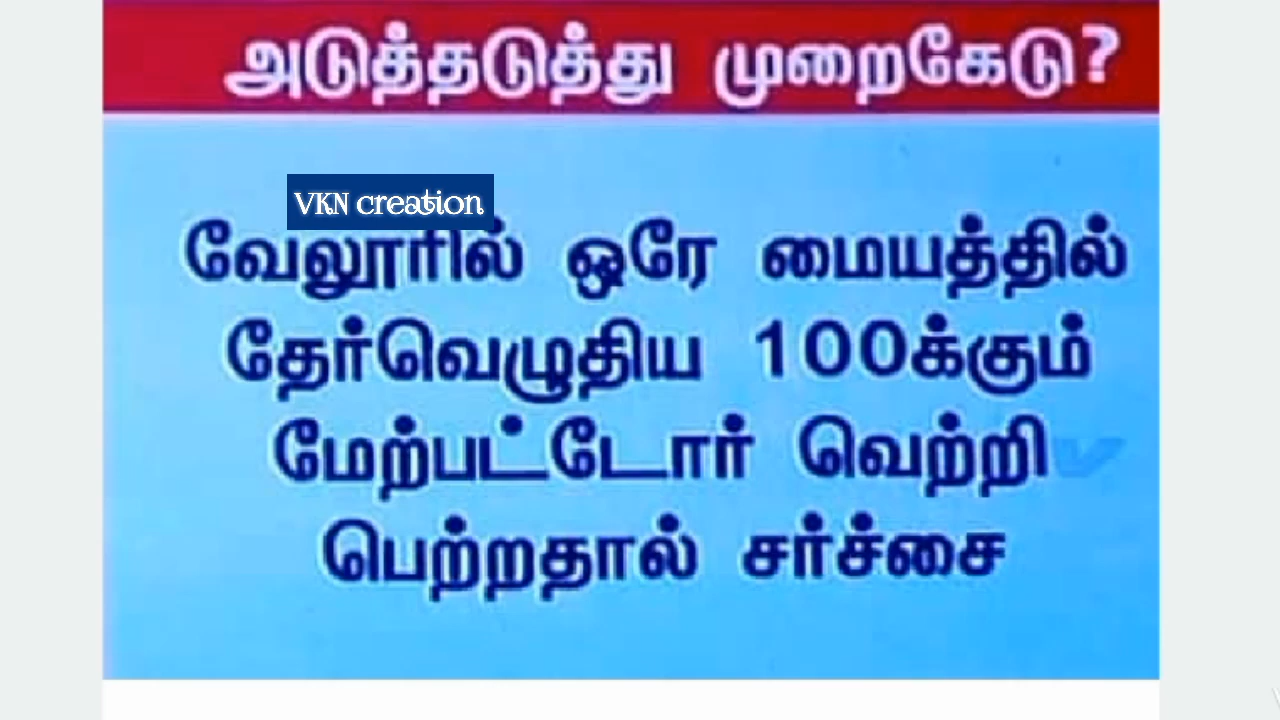 அடுத்தடுத்து முறைகேடு?
VKN creation
வேலூரில் ஒரே மையத்தில்
தேர்வெழுதிய 100க்கும்
மேற்பட்டோர் வெற்றி
பெற்றதால் சர்ச்சை